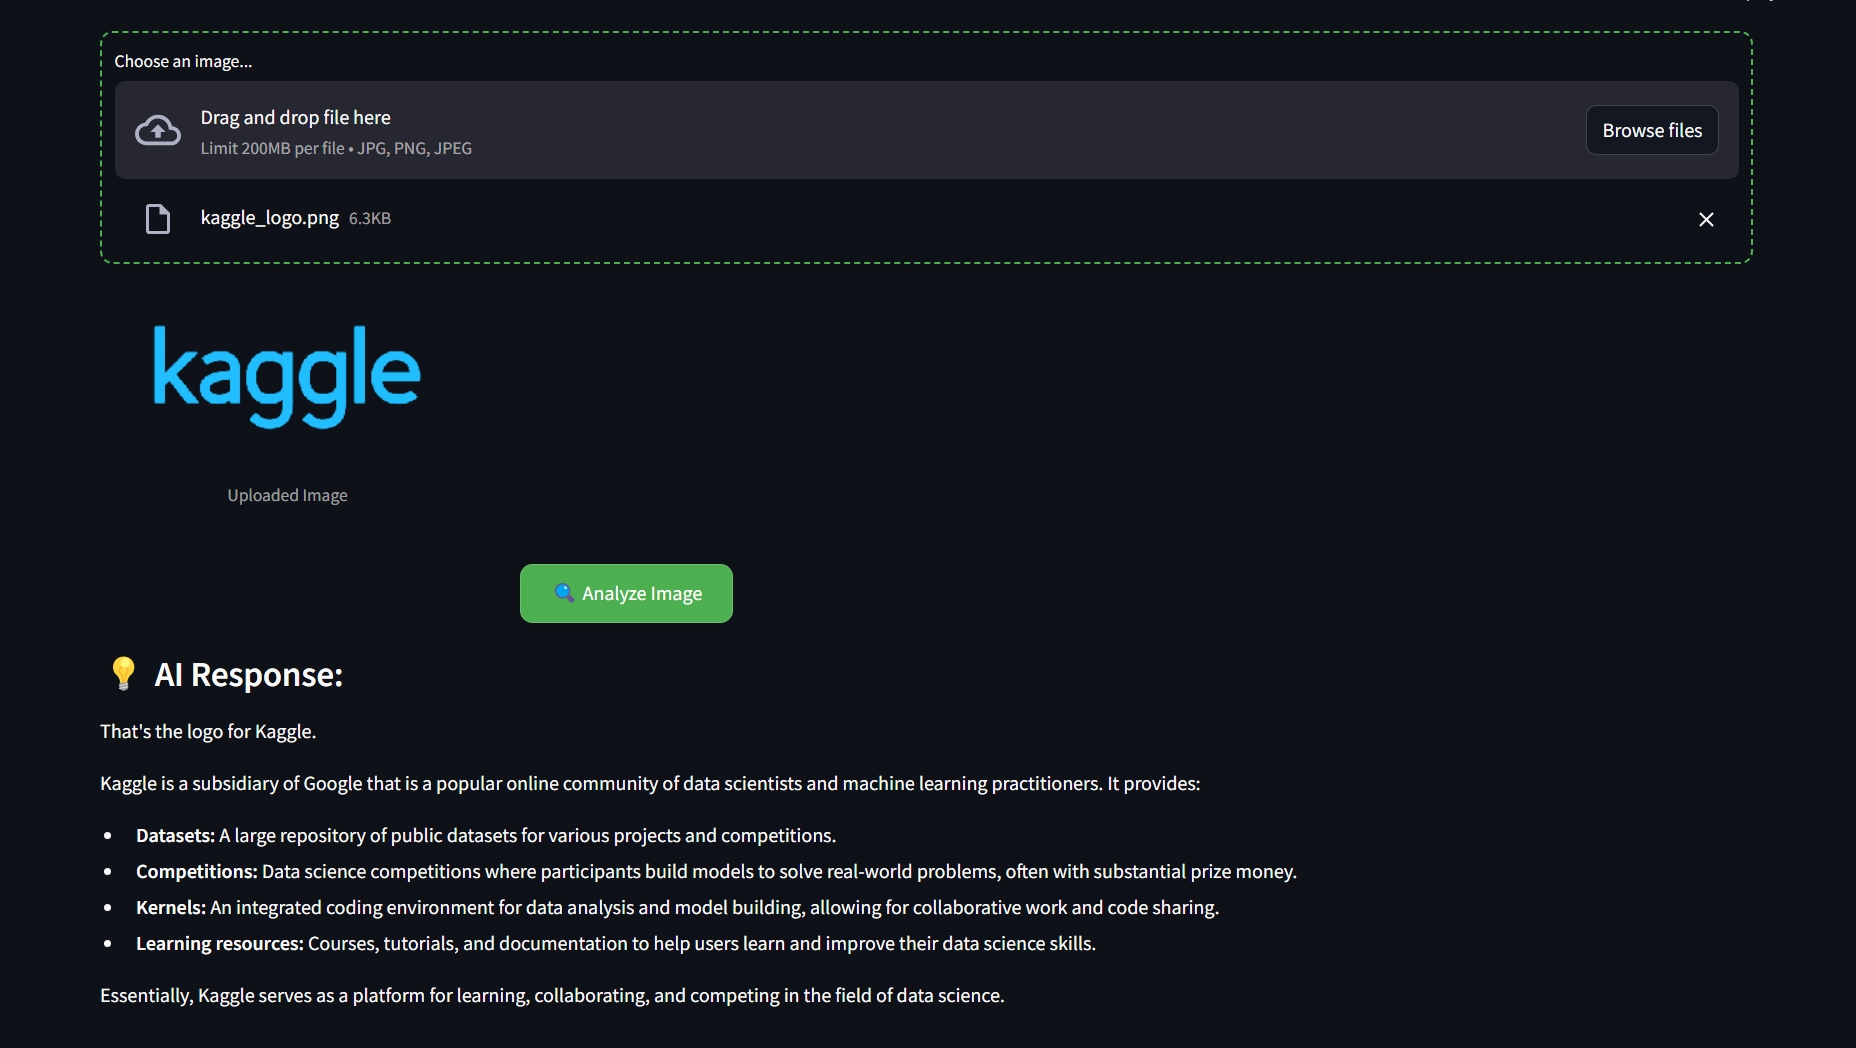 Choose an image...
Drag and drop file here
Limit 200MB per file • JPG, PNG, JPEG
Browse files
kaggle_logo.png 6.3KB
kaggle
Uploaded Image
🔍 Analyze Image
💡 AI Response:
That's the logo for Kaggle.
Kaggle is a subsidiary of Google that is a popular online community of data scientists and machine learning practitioners. It provides:
• Datasets: A large repository of public datasets for various projects and competitions.
• Competitions: Data science competitions where participants build models to solve real-world problems, often with substantial prize money.
• Kernels: An integrated coding environment for data analysis and model building, allowing for collaborative work and code sharing.
• Learning resources: Courses, tutorials, and documentation to help users learn and improve their data science skills.
Essentially, Kaggle serves as a platform for learning, collaborating, and competing in the field of data science.